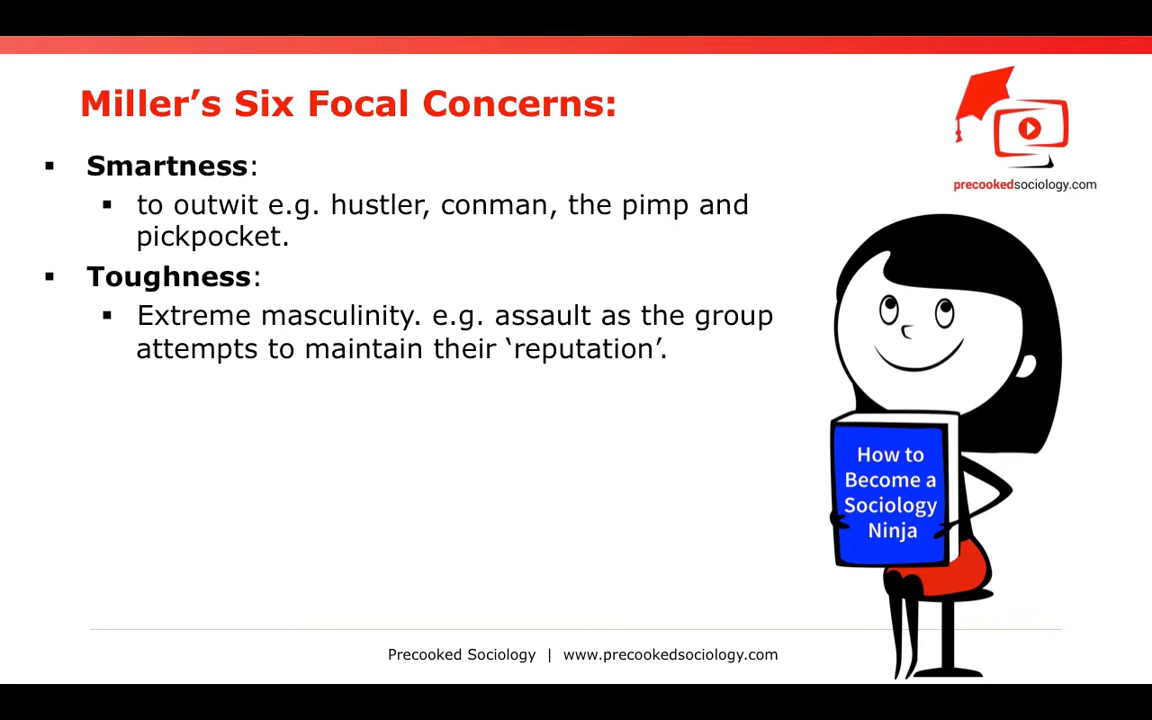 Miller’s Six Focal Concerns:
precookedsociology.com
▪ Smartness:
▪ to outwit e.g. hustler, conman, the pimp and
pickpocket.
▪ Toughness:
▪ Extreme masculinity. e.g. assault as the group
attempts to maintain their ‘reputation’.
How to
Become a
Sociology
Ninja
Precooked Sociology | www.precookedsociology.com